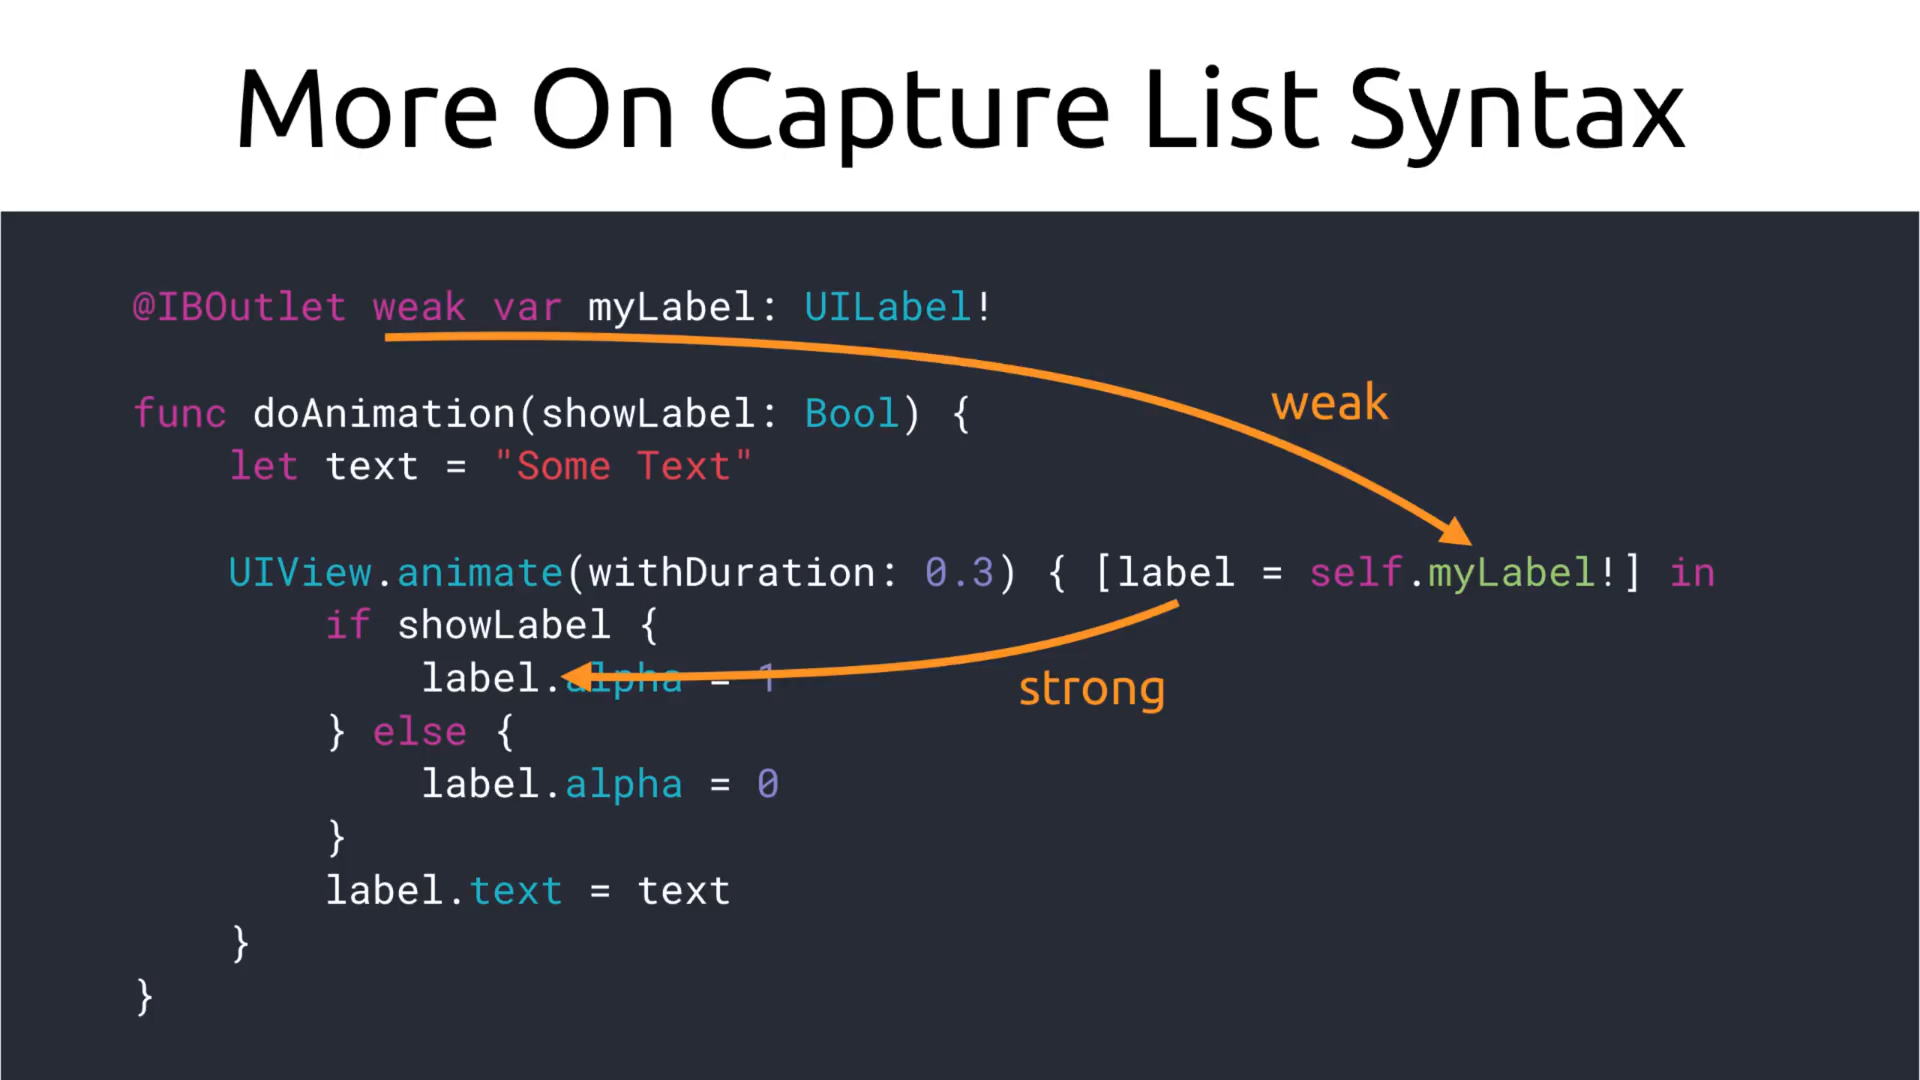 More On Capture List Syntax
@IBOutlet weak var myLabel: UILabel!
func doAnimation(showLabel: Bool) {
weak
let text = "Some Text"
UIView.animate(withDuration: 0.3) { [label = self.myLabel!] in
if showLabel {
label.alpha = 1
strong
} else {
label.alpha = 0
}
label.text = text
}
}